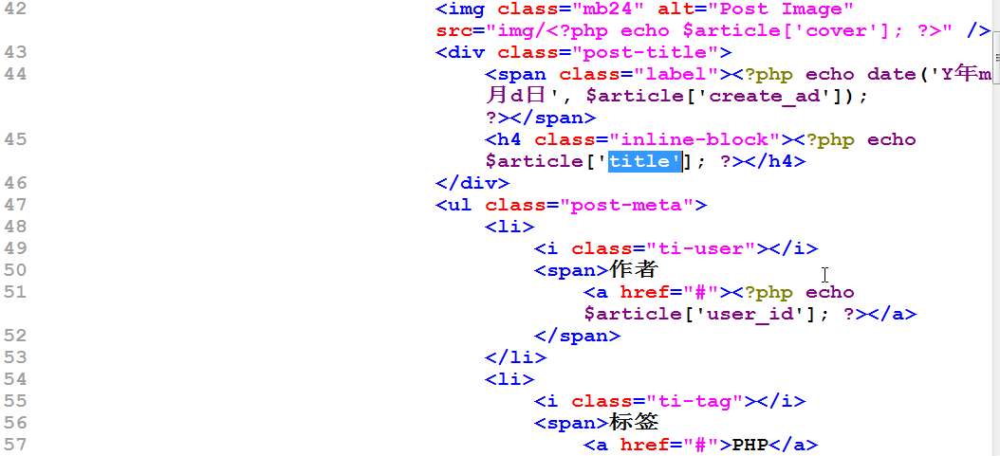 42 <img class="mb24" alt="Post Image"
src="img/<?php echo $article['cover']; ?>" />
43 <div class="post-title">
44 <span class="label"><?php echo date('Y年m
月d日', $article['create_ad']);
?></span>
45 <h4 class="inline-block"><?php echo
$article['title']; ?></h4>
46 </div>
47 <ul class="post-meta">
48 <li>
49 <i class="ti-user"></i>
50 <span>作者
51 <a href="#"><?php echo
$article['user_id']; ?></a>
52 </span>
53 </li>
54 <li>
55 <i class="ti-tag"></i>
56 <span>标签
57 <a href="#">PHP</a>